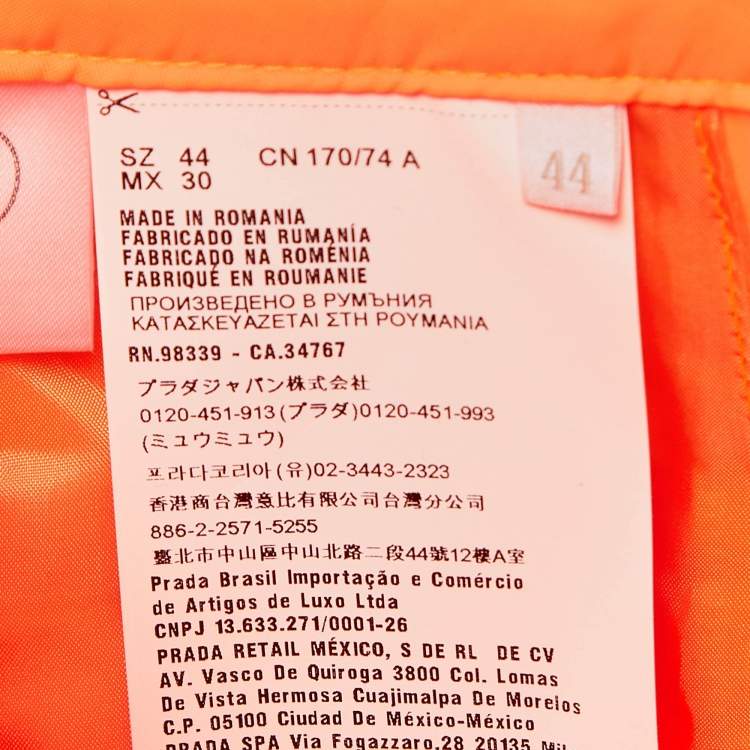 SZ 44 CN 170/74 A
MX 30
44
MADE IN ROMANIA
FABRICADO EN RUMANÍA
FABRICADO NA ROMÉNIA
FABRIQUÉ EN ROUMANIE
ПРОИЗВЕДЕНО В РУМЪНИЯ
ΚΑΤΑΣΚΕΥΑΖΕΤΑΙ ΣΤΗ ΡΟΥΜΑΝΙΑ
RN.98339 - CA.34767
プラダジャパン株式会社
0120-451-913(プラダ)0120-451-993
(ミュウミュウ)
프라다코리아(유)02-3443-2323
香港商台灣意比有限公司台灣分公司
886-2-2571-5255
臺北市中山區中山北路二段44號12樓A室
Prada Brasil Importação e Comércio
de Artigos de Luxo Ltda
CNPJ 13.633.271/0001-26
PRADA RETAIL MÉXICO, S DE RL DE CV
AV. Vasco De Quiroga 3800 Col. Lomas
De Vista Hermosa Cuajimalpa De Morelos
C.P. 05100 Ciudad De México-México
PRADA SPA Via Fogazzaro,28 20135